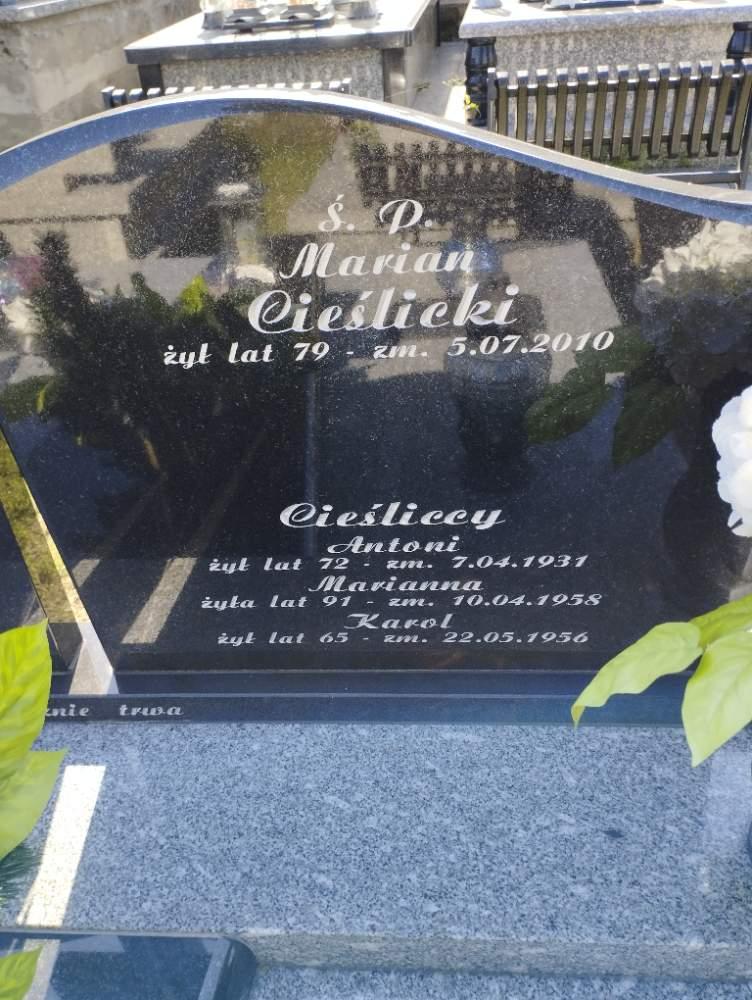 Ś. P.
Marian
Cieślicki
żył lat 79 - zm. 5.07.2010
Cieśliccy
Antoni
żył lat 72 - zm. 7.04.1931
Marianna
żyła lat 91 - zm. 10.04.1958
Karol
żył lat 65 - zm. 22.05.1956
trwa